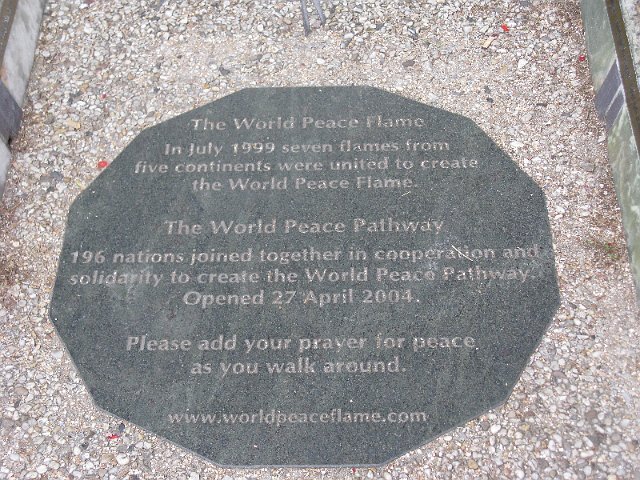 The World Peace Flame
In July 1999 seven flames from
five continents were united to create
the World Peace Flame.
The World Peace Pathway
196 nations joined together in cooperation and
solidarity to create the World Peace Pathway.
Opened 27 April 2004.
Please add your prayer for peace
as you walk around.
www.worldpeaceflame.com